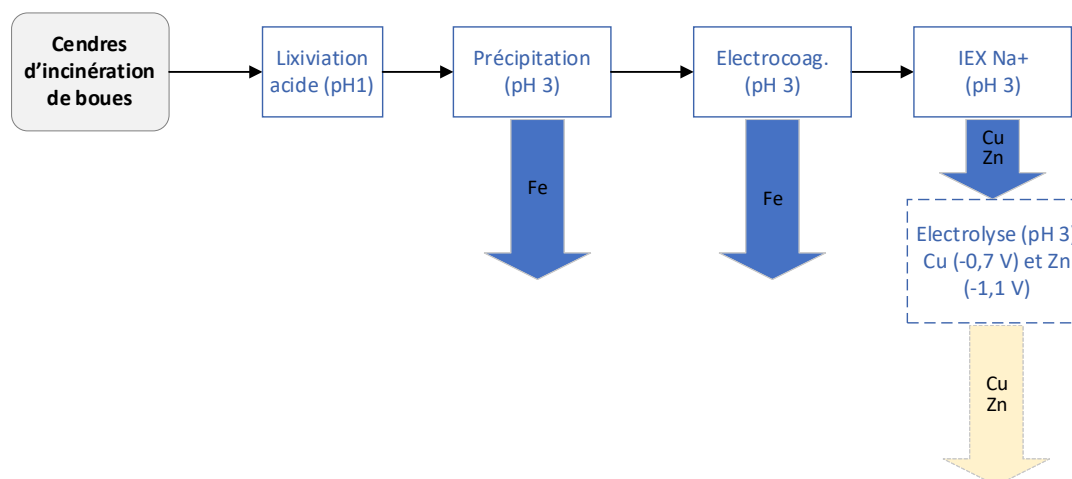 Cendres
d'incinération
de boues
Lixiviation
acide (pH1)
Précipitation
(pH 3)
Electrocoag.
(pH 3)
IEX Na+
(pH 3)
Fe
Fe
Cu
Zn
Electrolyse (pH 3)
Cu (-0,7 V) et Zn
(-1,1 V)
Cu
Zn